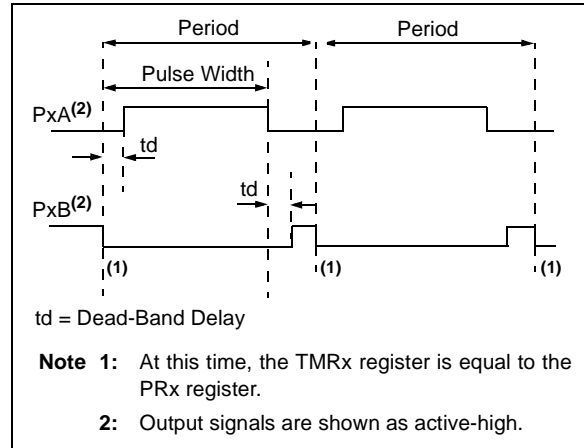 Period Period
Pulse Width
PxA(2)
td
td
PxB(2)
(1) (1) (1)
td = Dead-Band Delay
Note 1: At this time, the TMRx register is equal to the
PRx register.
2: Output signals are shown as active-high.